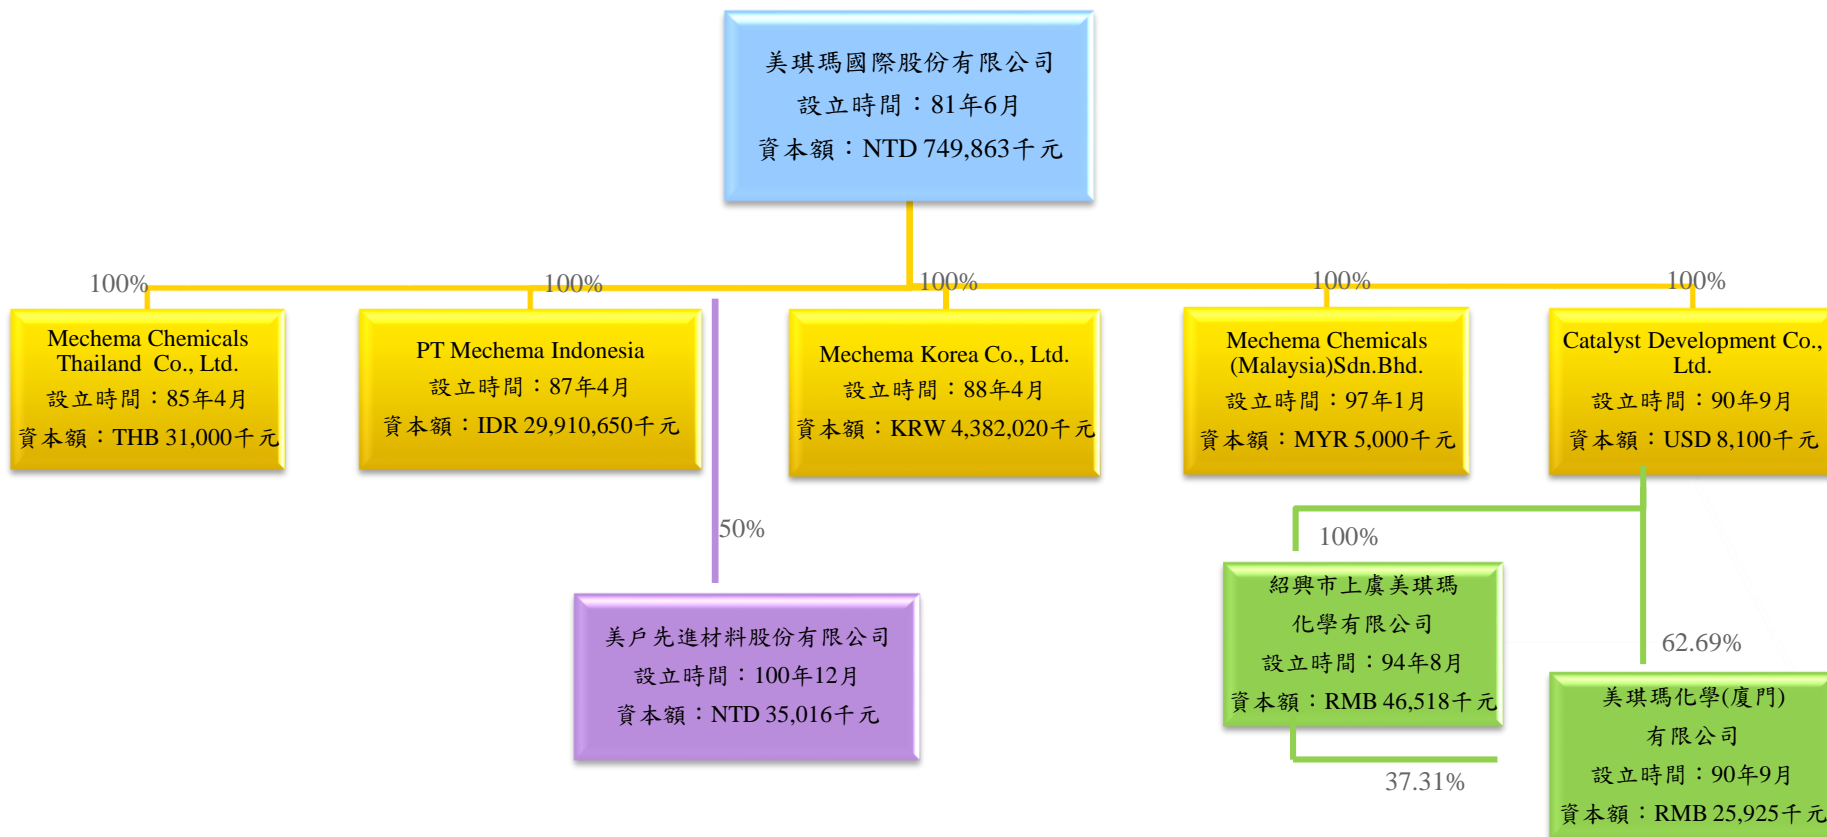 美琪瑪國際股份有限公司
設立時間：81年6月
資本額：NTD 749,863千元
100%
100%
100%
100%
100%
Mechema Chemicals
Thailand Co., Ltd.
設立時間：85年4月
資本額：THB 31,000千元
PT Mechema Indonesia
設立時間：87年4月
資本額：IDR 29,910,650千元
Mechema Korea Co., Ltd.
設立時間：88年4月
資本額：KRW 4,382,020千元
Mechema Chemicals
(Malaysia)Sdn.Bhd.
設立時間：97年1月
資本額：MYR 5,000千元
Catalyst Development Co.,
Ltd.
設立時間：90年9月
資本額：USD 8,100千元
50%
美戶先進材料股份有限公司
設立時間：100年12月
資本額：NTD 35,016千元
100%
紹興市上虞美琪瑪
化學有限公司
設立時間：94年8月
資本額：RMB 46,518千元
62.69%
37.31%
美琪瑪化學(廈門)
有限公司
設立時間：90年9月
資本額：RMB 25,925千元